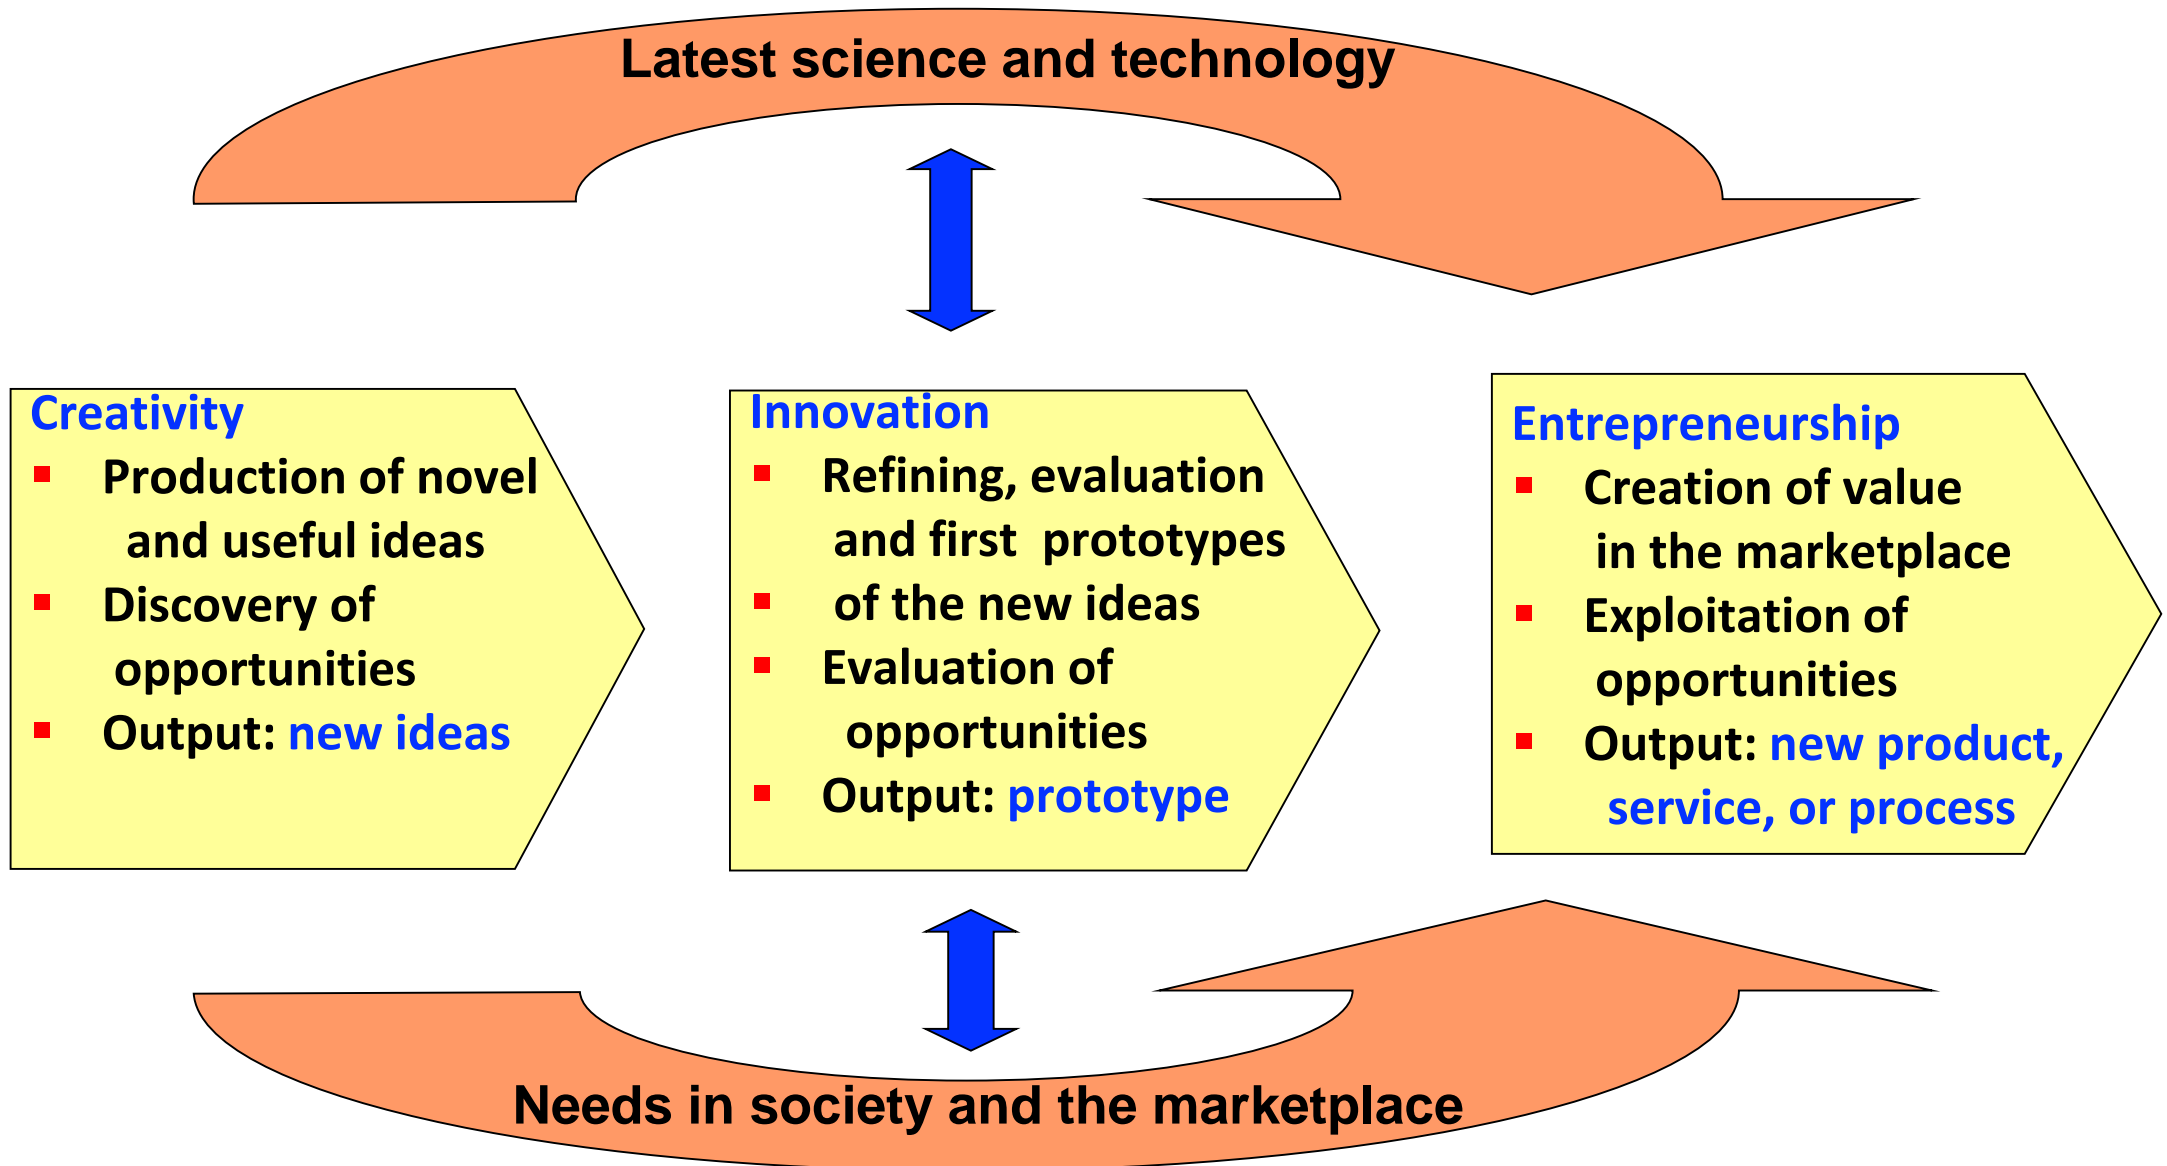 Latest science and technology
Creativity
▪ Production of novel
and useful ideas
▪ Discovery of
opportunities
▪ Output: new ideas
Innovation
▪ Refining, evaluation
and first prototypes
▪ of the new ideas
▪ Evaluation of
opportunities
▪ Output: prototype
Entrepreneurship
▪ Creation of value
in the marketplace
▪ Exploitation of
opportunities
▪ Output: new product,
service, or process
Needs in society and the marketplace